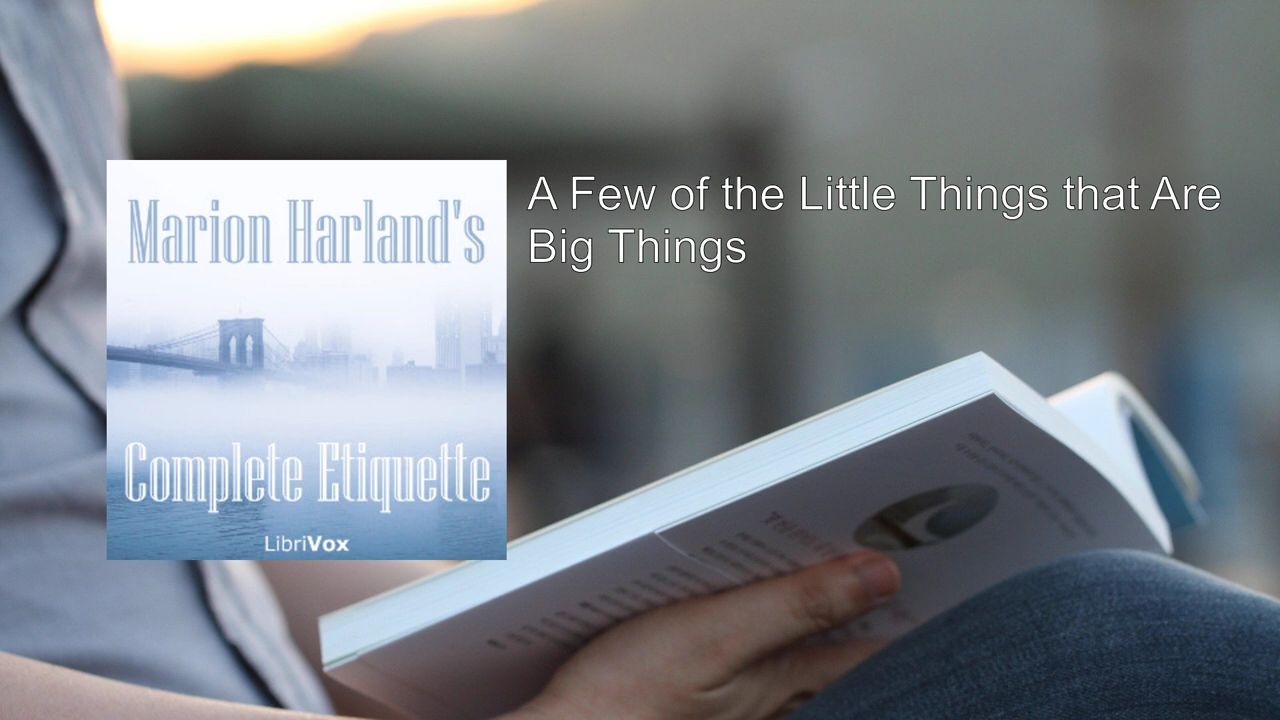 Marion Harland's
Complete Etiquette
LibriVox
A Few of the Little Things that Are
Big Things